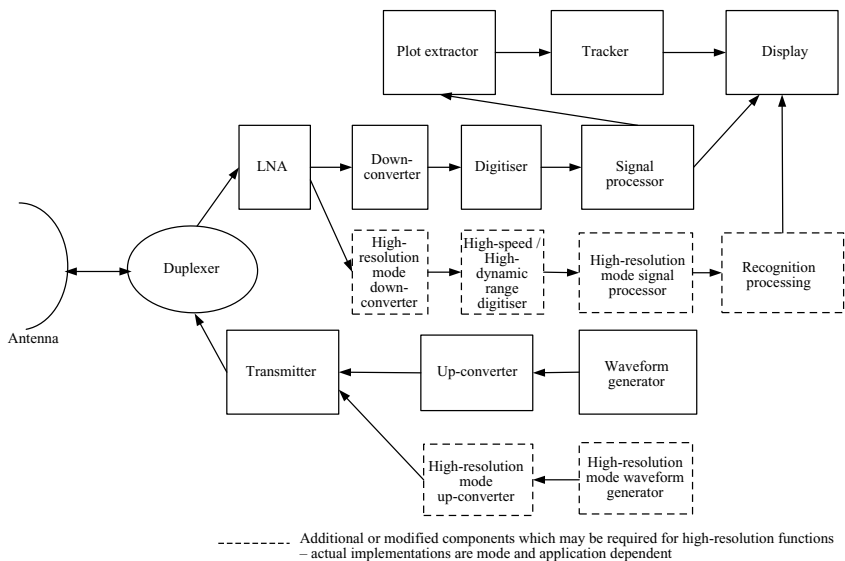 Plot extractor
Tracker
Display
LNA
Down-
converter
Digitiser
Signal
processor
Duplexer
High-
resolution
mode
down-
converter
High-speed /
High-
dynamic
range
digitiser
High-resolution
mode signal
processor
Recognition
processing
Antenna
Transmitter
Up-converter
Waveform
generator
High-resolution
mode
up-converter
High-resolution
mode waveform
generator
Additional or modified components which may be required for high-resolution functions
– actual implementations are mode and application dependent